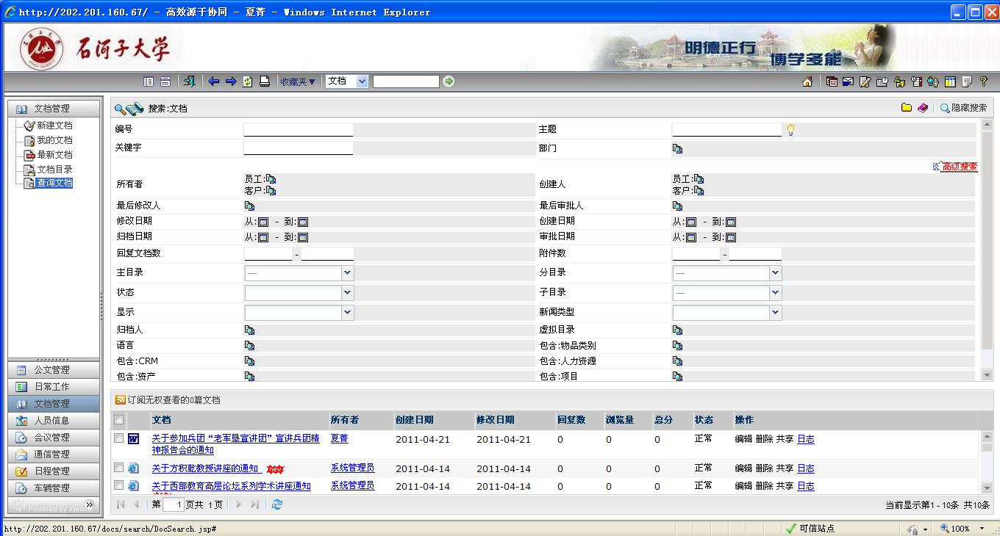 http://202.201.160.67/ - 高效源于协同 - 夏菁 - Windows Internet Explorer
石河子大学
明德正行
博学多能
收藏夹
文档
文档管理
新建文档
我的文档
最新文档
文档目录
查询文档
公文管理
日常工作
文档管理
人员信息
会议管理
通信管理
日程管理
车辆管理
搜索:文档
隐藏搜索
编号 主题
关键字 部门
高级搜索
所有者 员工: 客户: 创建人 员工: 客户:
最后修改人 最后审批人
修改日期 从: - 到: 创建日期 从: - 到:
归档日期 从: - 到: 审批日期 从: - 到:
回复文档数 - 附件数 -
主目录 --- 分目录 ---
状态 子目录 ---
显示 新闻类型
归档人 虚拟目录
语言 包含:物品类别
包含:CRM 包含:人力资源
包含:资产 包含:项目
订阅无权查看的0篇文档
文档 所有者 创建日期 修改日期 回复数 浏览量 总分 状态 操作
关于参加兵团“老军垦宣讲团”宣讲兵团精神报告会的通知 夏菁 2011-04-21 2011-04-21 0 0 0 正常 编辑 删除 共享 日志
关于方积乾教授讲座的通知 new 系统管理员 2011-04-14 2011-04-14 0 0 0 正常 编辑 删除 共享 日志
关于西部教育高层论坛系列学术讲座通知 系统管理员 2011-04-14 2011-04-14 0 0 0 正常 编辑 删除 共享 日志
第 1 页共 1 页
当前显示第1 - 10条 共10条
http://202.201.160.67/docs/search/DocSearch.jsp#
可信站点
100%